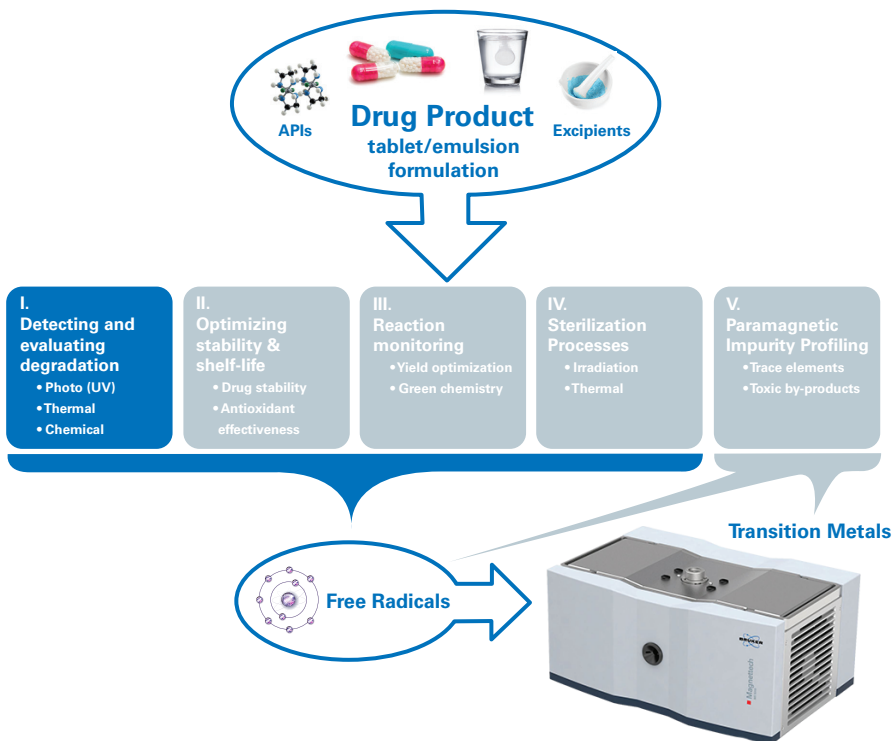 APIs
Drug Product
tablet/emulsion
formulation
Excipients
I.
Detecting and
evaluating
degradation
• Photo (UV)
• Thermal
• Chemical
II.
Optimizing
stability &
shelf-life
• Drug stability
• Antioxidant
effectiveness
III.
Reaction
monitoring
• Yield optimization
• Green chemistry
IV.
Sterilization
Processes
• Irradiation
• Thermal
V.
Paramagnetic
Impurity Profiling
• Trace elements
• Toxic by-products
Transition Metals
Free Radicals
BRUKER
Magnettech